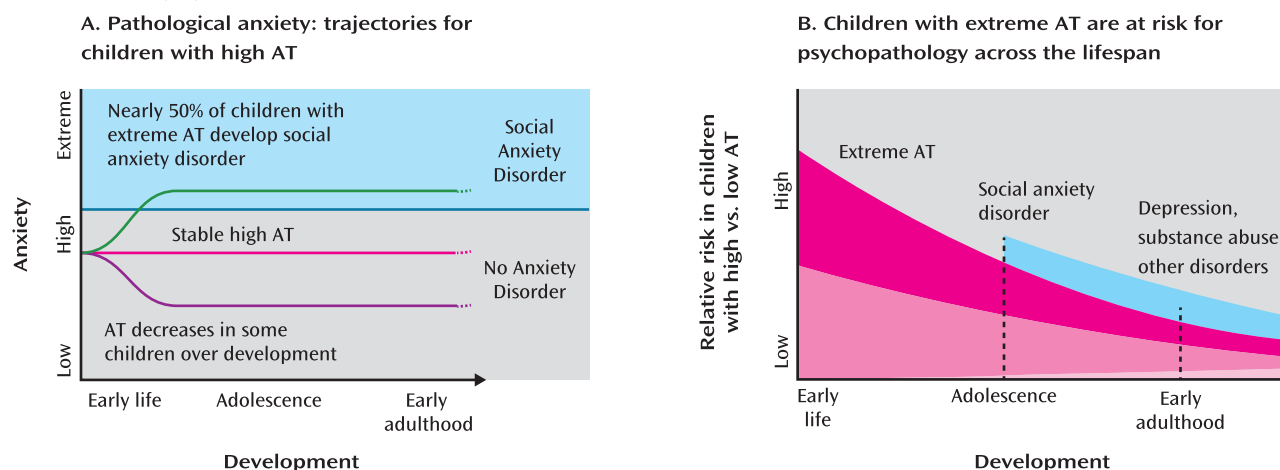 A. Pathological anxiety: trajectories for
children with high AT
Extreme
High
Low
Anxiety
Nearly 50% of children with
extreme AT develop social
anxiety disorder
Social
Anxiety
Disorder
Stable high AT
No Anxiety
Disorder
AT decreases in some
children over development
Early life
Adolescence
Early
adulthood
Development
B. Children with extreme AT are at risk for
psychopathology across the lifespan
Relative risk in children
with high vs. low AT
High
Low
Extreme AT
Social anxiety
disorder
Depression,
substance abuse
other disorders
Early
life
Adolescence
Early
adulthood
Development